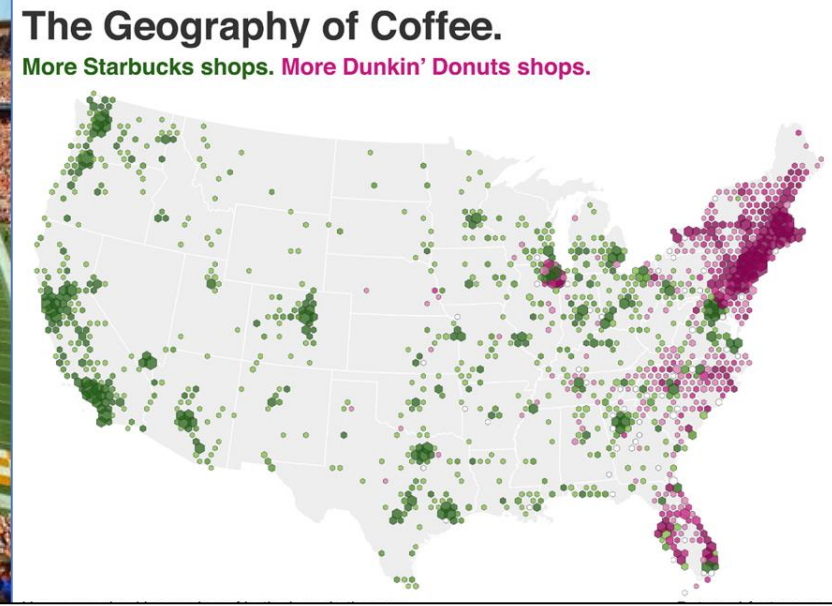 The Geography of Coffee.
More Starbucks shops. More Dunkin' Donuts shops.